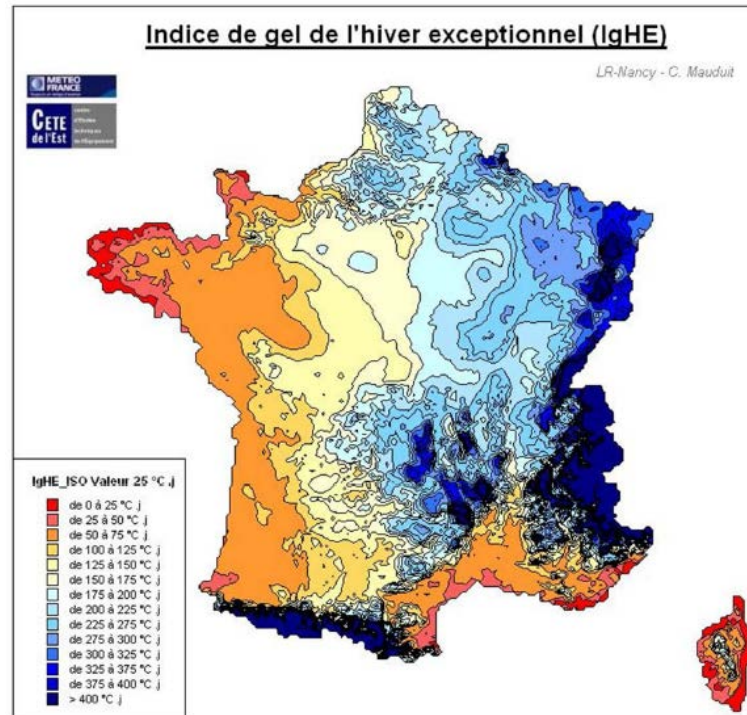 Indice de gel de l'hiver exceptionnel (IgHE)
LR-Nancy - C. Mauduit
METEO
FRANCE
CETE
de l'Est
IgHE_ISO Valeur 25 °C .j
de 0 à 25 °C .j
de 25 à 50 °C .j
de 50 à 75 °C .j
de 100 à 125 °C .j
de 125 à 150 °C .j
de 150 à 175 °C .j
de 175 à 200 °C .j
de 200 à 225 °C .j
de 225 à 275 °C .j
de 275 à 300 °C .j
de 300 à 325 °C .j
de 325 à 375 °C .j
de 375 à 400 °C .j
> 400 °C .j